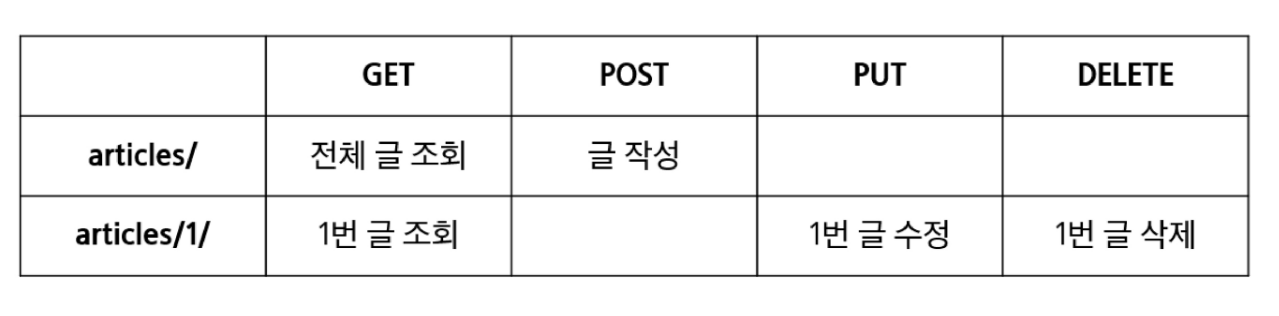 GET POST PUT DELETE
articles/ 전체 글 조회 글 작성
articles/1/ 1번 글 조회 1번 글 수정 1번 글 삭제